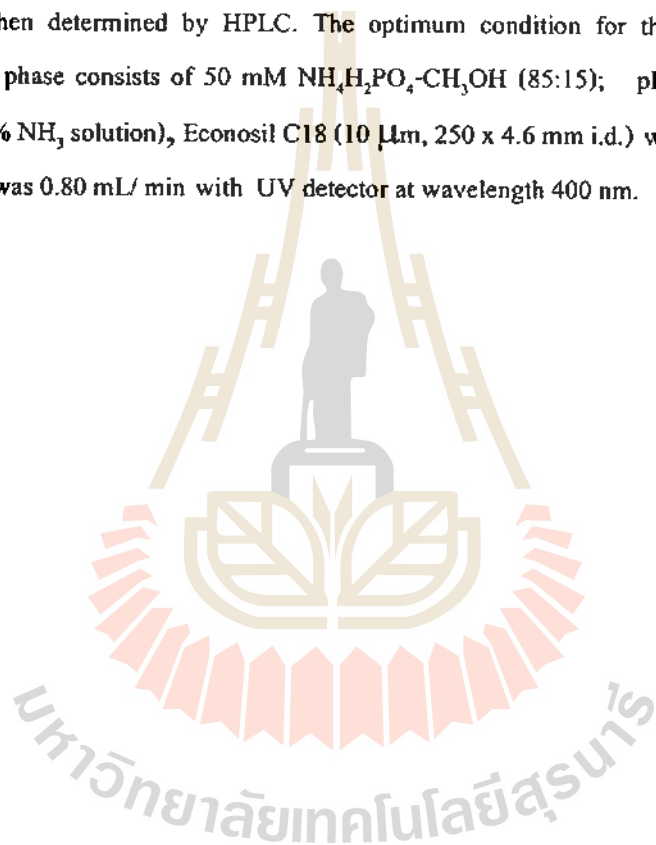 hen determined by HPLC. The optimum condition for th
phase consists of 50 mM NH₄H₂PO₄-CH₃OH (85:15); pl
% NH₃ solution), Econosil C18 (10 µm, 250 x 4.6 mm i.d.) w
was 0.80 mL/ min with UV detector at wavelength 400 nm.
มหาวิทยาลัยเทคโนโลยีสุรนารี